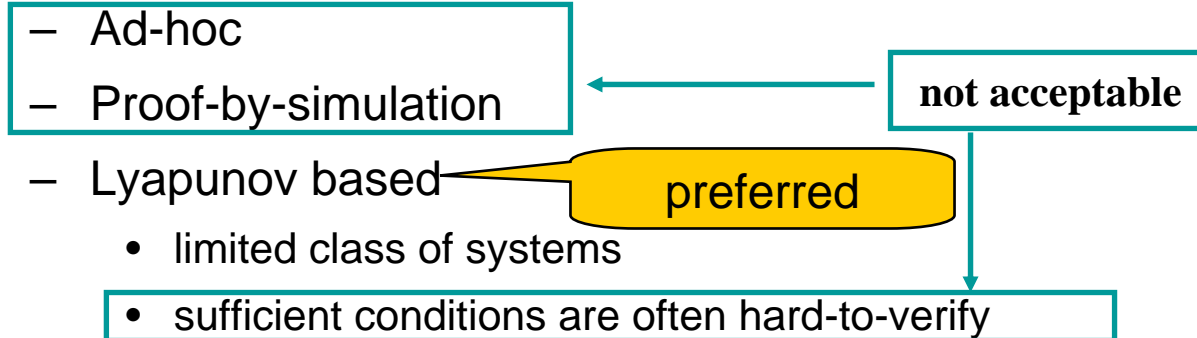 – Ad-hoc
– Proof-by-simulation
not acceptable
– Lyapunov based
preferred
• limited class of systems
• sufficient conditions are often hard-to-verify